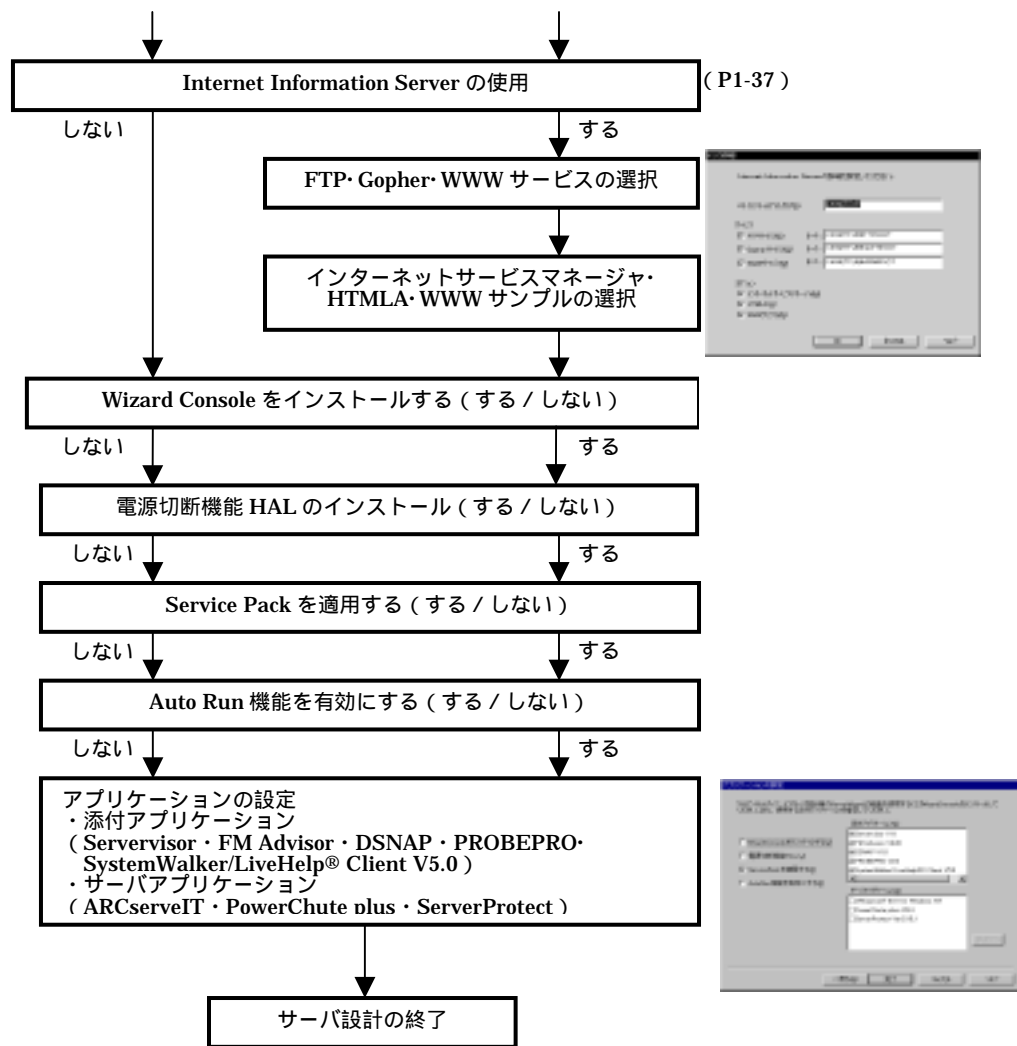 Internet Information Server の使用
( P1-37 )
しない
する
FTP･Gopher･WWW サービスの選択
インターネットサービスマネージャ･
HTMLA･WWW サンプルの選択
Wizard Console をインストールする ( する / しない )
しない
する
電源切断機能 HAL のインストール ( する / しない )
しない
する
Service Pack を適用する ( する / しない )
しない
する
Auto Run 機能を有効にする ( する / しない )
しない
する
アプリケーションの設定
・添付アプリケーション
( Servervisor・FM Advisor・DSNAP・PROBEPRO･
SystemWalker/LiveHelp® Client V5.0 )
・サーバアプリケーション
( ARCserveIT・PowerChute plus・ServerProtect )
サーバ設計の終了